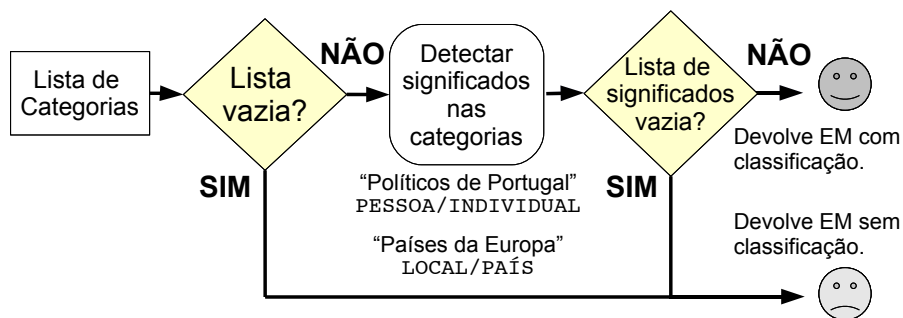 Lista de
Categorias
Lista
vazia?
NÃO
SIM
Detectar
significados
nas
categorias
“Políticos de Portugal”
PESSOA/INDIVIDUAL
“Países da Europa”
LOCAL/PAÍS
Lista de
significados
vazia?
NÃO
SIM
Devolve EM com
classificação.
Devolve EM sem
classificação.